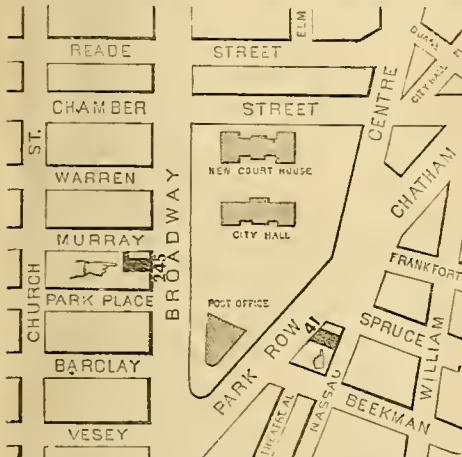 READE STREET
ELM
DUANE
CITY HALL
CHAMBER STREET
CENTRE
ST.
NEW COURT HOUSE
WARREN
CHATHAM
CITY HALL
MURRAY
BROADWAY
245
FRANKFORT
CHURCH
PARK PLACE
POST OFFICE
PARK ROW
41
SPRUCE
WILLIAM
BARCLAY
NASSAU
BEEKMAN
THEATRE AL
VESEY